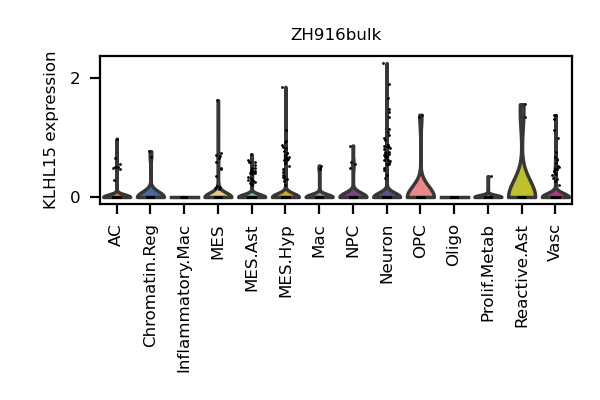 ZH916bulk
KLHL15 expression
2
0
AC
Chromatin.Reg
Inflammatory.Mac
MES
MES.Ast
MES.Hyp
Mac
NPC
Neuron
OPC
Oligo
Prolif.Metab
Reactive.Ast
Vasc